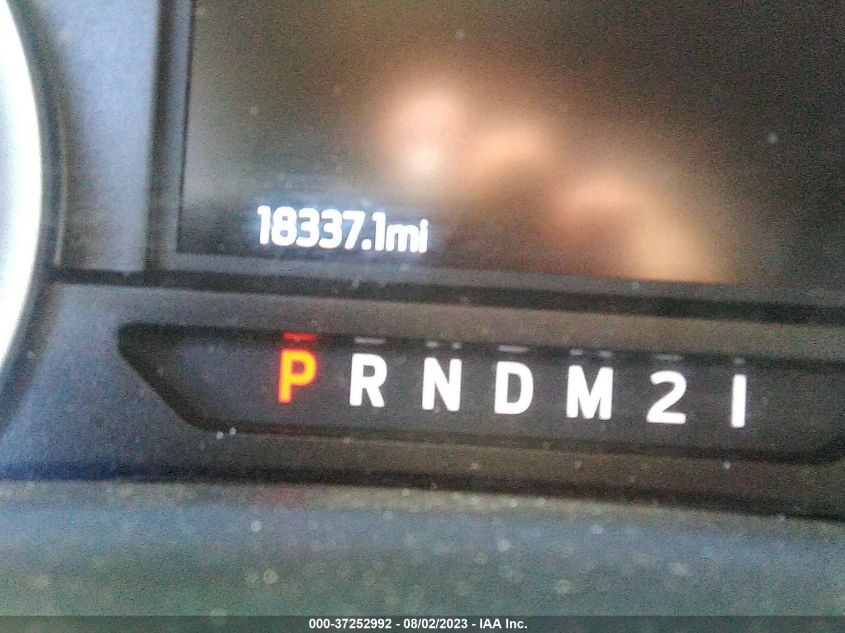 18337.1mi
P R N D M 2 1
000-37252992 - 08/02/2023 - IAA Inc.